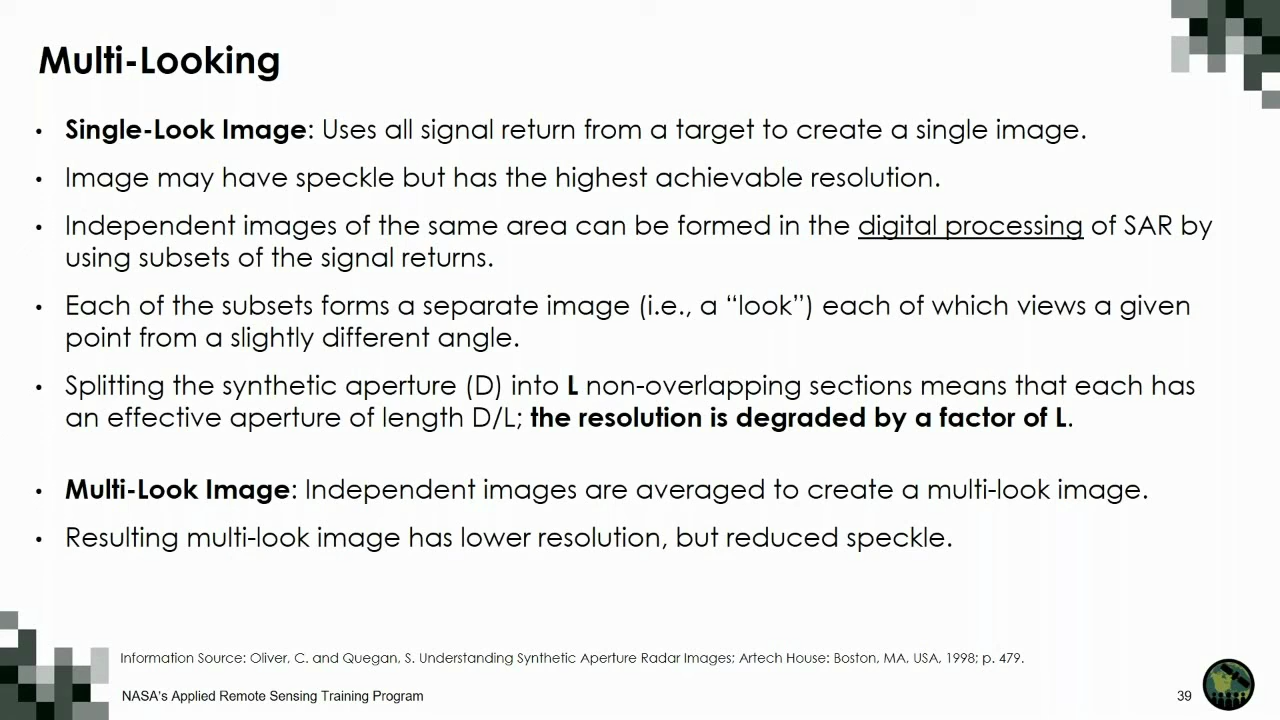 Multi-Looking
• Single-Look Image: Uses all signal return from a target to create a single image.
• Image may have speckle but has the highest achievable resolution.
• Independent images of the same area can be formed in the digital processing of SAR by
using subsets of the signal returns.
• Each of the subsets forms a separate image (i.e., a “look”) each of which views a given
point from a slightly different angle.
• Splitting the synthetic aperture (D) into L non-overlapping sections means that each has
an effective aperture of length D/L; the resolution is degraded by a factor of L.
• Multi-Look Image: Independent images are averaged to create a multi-look image.
• Resulting multi-look image has lower resolution, but reduced speckle.
Information Source: Oliver, C. and Quegan, S. Understanding Synthetic Aperture Radar Images; Artech House: Boston, MA, USA, 1998; p. 479.
NASA's Applied Remote Sensing Training Program
39